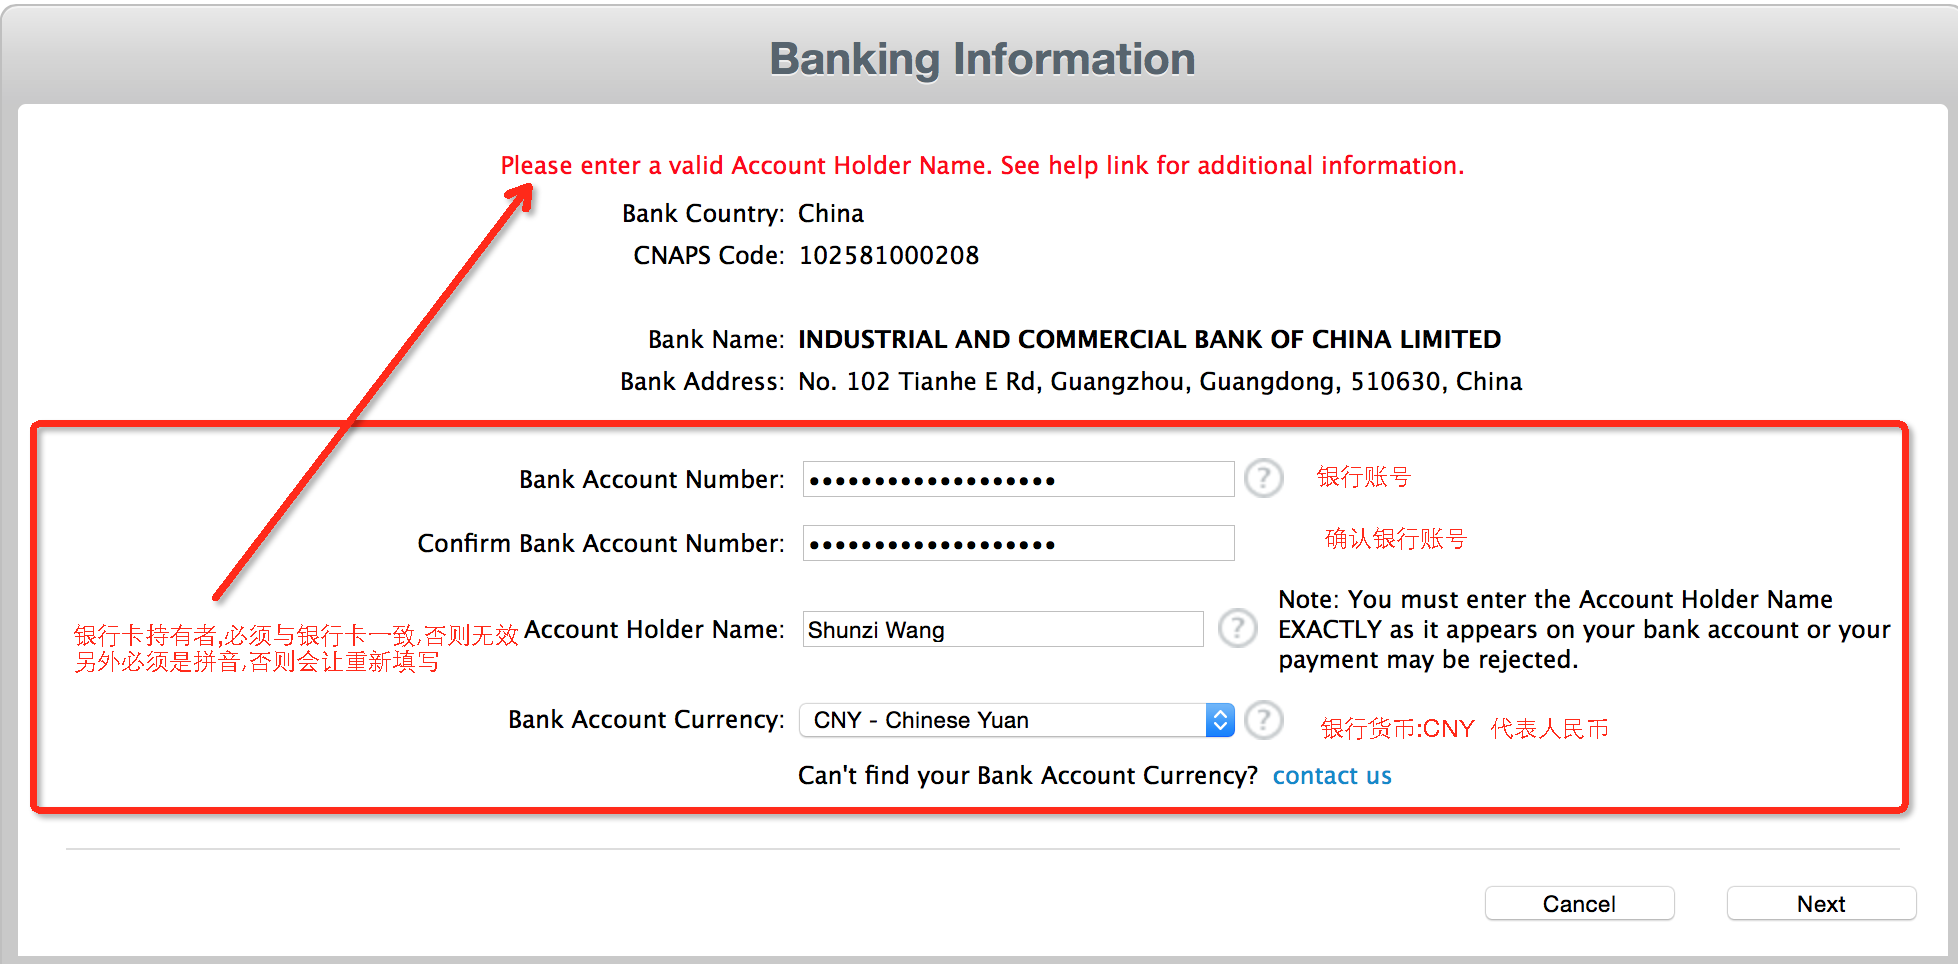 Banking Information
Please enter a valid Account Holder Name. See help link for additional information.
Bank Country: China
CNAPS Code: 102581000208
Bank Name: INDUSTRIAL AND COMMERCIAL BANK OF CHINA LIMITED
Bank Address: No. 102 Tianhe E Rd, Guangzhou, Guangdong, 510630, China
Bank Account Number: ••••••••••••••••••• ? 银行账号
Confirm Bank Account Number: ••••••••••••••••••• 确认银行账号
银行卡持有者,必须与银行卡一致,否则无效
另外必须是拼音,否则会让重新填写
Account Holder Name: Shunzi Wang ?
Note: You must enter the Account Holder Name
EXACTLY as it appears on your bank account or your
payment may be rejected.
Bank Account Currency: CNY - Chinese Yuan ? 银行货币:CNY 代表人民币
Can't find your Bank Account Currency? contact us
Cancel Next